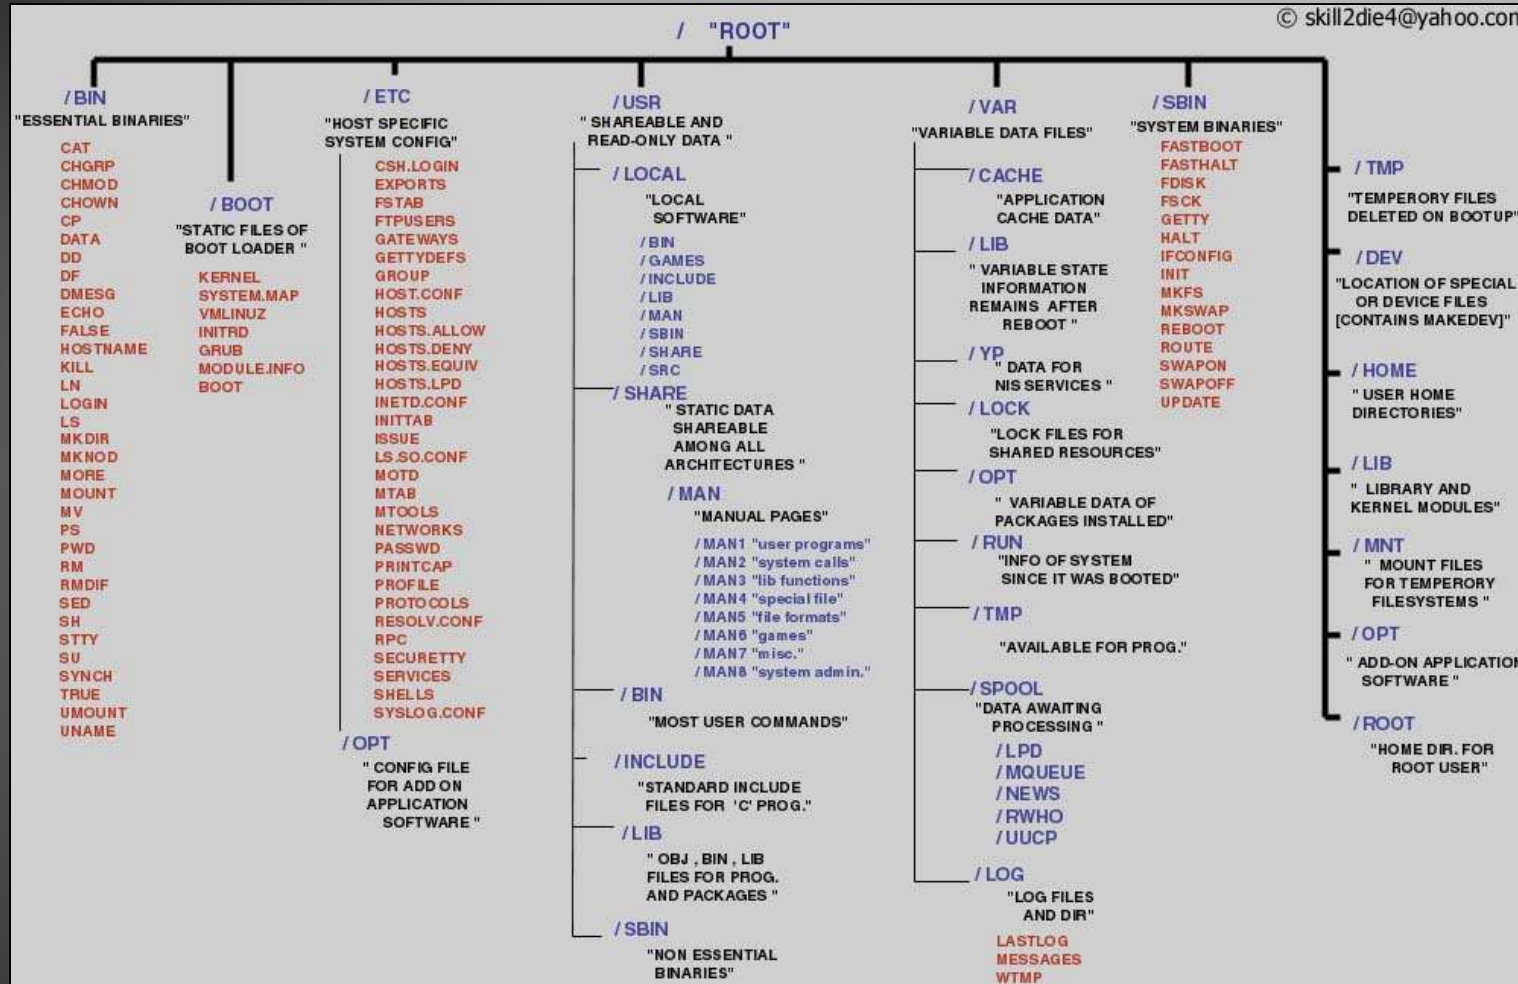 © skill2die4@yahoo.com
/ "ROOT"
/BIN
"ESSENTIAL BINARIES"
CAT
CHGRP
CHMOD
CHOWN
CP
DATA
DD
DF
DMESG
ECHO
FALSE
HOSTNAME
KILL
LN
LOGIN
LS
MKDIR
MKNOD
MORE
MOUNT
MV
PS
PWD
RM
RMDIF
SED
SH
STTY
SU
SYNCH
TRUE
UMOUNT
UNAME
/BOOT
"STATIC FILES OF
BOOT LOADER "
KERNEL
SYSTEM.MAP
VMLINUZ
INITRD
GRUB
MODULE.INFO
BOOT
/ETC
"HOST SPECIFIC
SYSTEM CONFIG"
CSH.LOGIN
EXPORTS
FSTAB
FTPUSERS
GATEWAYS
GETTYDEFS
GROUP
HOST.CONF
HOSTS
HOSTS.ALLOW
HOSTS.DENY
HOSTS.EQUIV
HOSTS.LPD
INETD.CONF
INITTAB
ISSUE
LS.SO.CONF
MOTD
MTAB
MTOOLS
NETWORKS
PASSWD
PRINTCAP
PROFILE
PROTOCOLS
RESOLV.CONF
RPC
SECURETTY
SERVICES
SHELLS
SYSLOG.CONF
/OPT
" CONFIG FILE
FOR ADD ON
APPLICATION
SOFTWARE "
/USR
" SHAREABLE AND
READ-ONLY DATA "
/LOCAL
"LOCAL
SOFTWARE"
/BIN
/GAMES
/INCLUDE
/LIB
/MAN
/SBIN
/SHARE
/SRC
/SHARE
" STATIC DATA
SHAREABLE
AMONG ALL
ARCHITECTURES "
/MAN
"MANUAL PAGES"
/MAN1 "user programs"
/MAN2 "system calls"
/MAN3 "lib functions"
/MAN4 "special file"
/MAN5 "file formats"
/MAN6 "games"
/MAN7 "misc."
/MAN8 "system admin."
/BIN
"MOST USER COMMANDS"
/INCLUDE
"STANDARD INCLUDE
FILES FOR 'C' PROG."
/LIB
" OBJ , BIN , LIB
FILES FOR PROG.
AND PACKAGES "
/SBIN
"NON ESSENTIAL
BINARIES"
/VAR
"VARIABLE DATA FILES"
/CACHE
"APPLICATION
CACHE DATA"
/LIB
" VARIABLE STATE
INFORMATION
REMAINS AFTER
REBOOT "
/YP
" DATA FOR
NIS SERVICES "
/LOCK
"LOCK FILES FOR
SHARED RESOURCES"
/OPT
" VARIABLE DATA OF
PACKAGES INSTALLED"
/RUN
"INFO OF SYSTEM
SINCE IT WAS BOOTED"
/TMP
"AVAILABLE FOR PROG."
/SPOOL
"DATA AWAITING
PROCESSING "
/LPD
/MQUEUE
/NEWS
/RWHO
/UUCP
/LOG
"LOG FILES
AND DIR"
LASTLOG
MESSAGES
WTMP
/SBIN
"SYSTEM BINARIES"
FASTBOOT
FASTHALT
FDISK
FSCK
GETTY
HALT
IFCONFIG
INIT
MKFS
MKSWAP
REBOOT
ROUTE
SWAPON
SWAPOFF
UPDATE
/TMP
"TEMPERORY FILES
DELETED ON BOOTUP"
/DEV
"LOCATION OF SPECIAL
OR DEVICE FILES
[CONTAINS MAKEDEV]"
/HOME
" USER HOME
DIRECTORIES"
/LIB
" LIBRARY AND
KERNEL MODULES"
/MNT
" MOUNT FILES
FOR TEMPERORY
FILESYSTEMS "
/OPT
" ADD-ON APPLICATION
SOFTWARE "
/ROOT
"HOME DIR. FOR
ROOT USER"